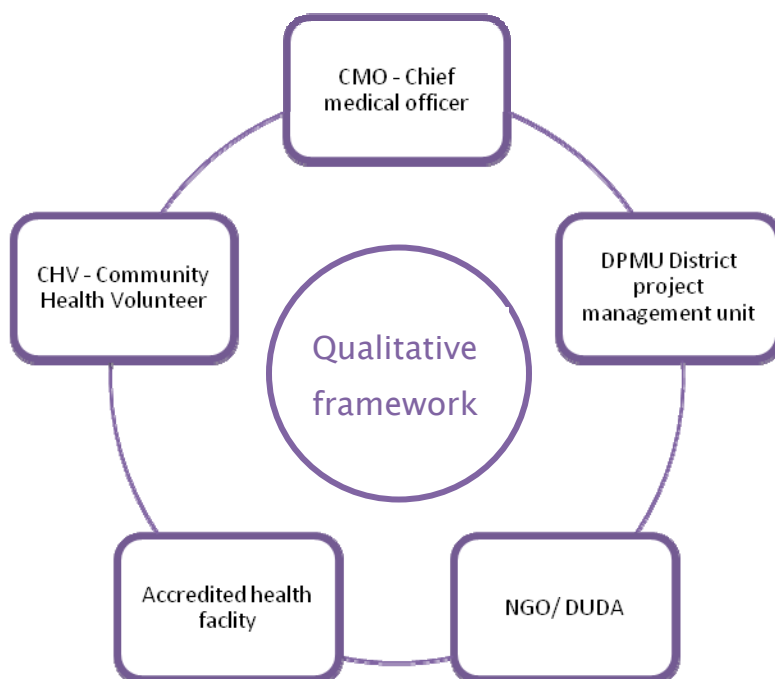 CMO - Chief
medical officer
DPMU District
project
management unit
NGO/ DUDA
Accredited health
faclity
CHV - Community
Health Volunteer
Qualitative
framework